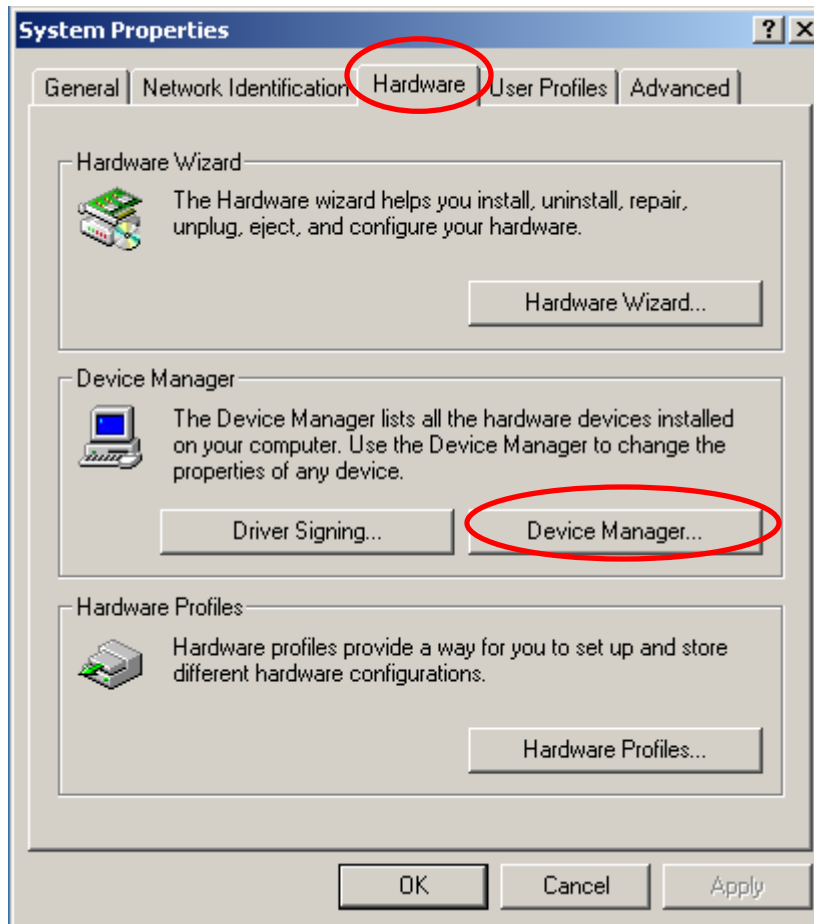 System Properties
General Network Identification Hardware User Profiles Advanced
Hardware Wizard
The Hardware wizard helps you install, uninstall, repair,
unplug, eject, and configure your hardware.
Hardware Wizard...
Device Manager
The Device Manager lists all the hardware devices installed
on your computer. Use the Device Manager to change the
properties of any device.
Driver Signing... Device Manager...
Hardware Profiles
Hardware profiles provide a way for you to set up and store
different hardware configurations.
Hardware Profiles...
OK Cancel Apply